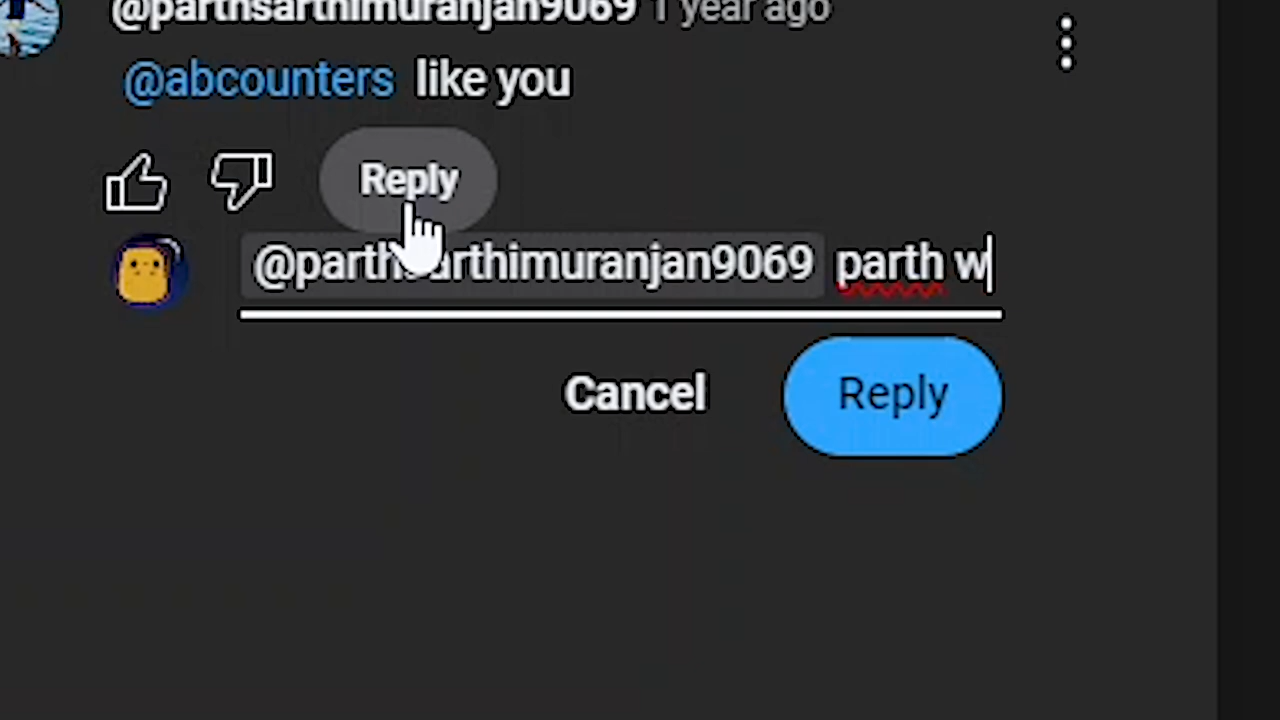 @parthsarthimuranjan9069 1 year ago
@abcounters like you
Reply
@parthsarthimuranjan9069 parth w
Cancel Reply